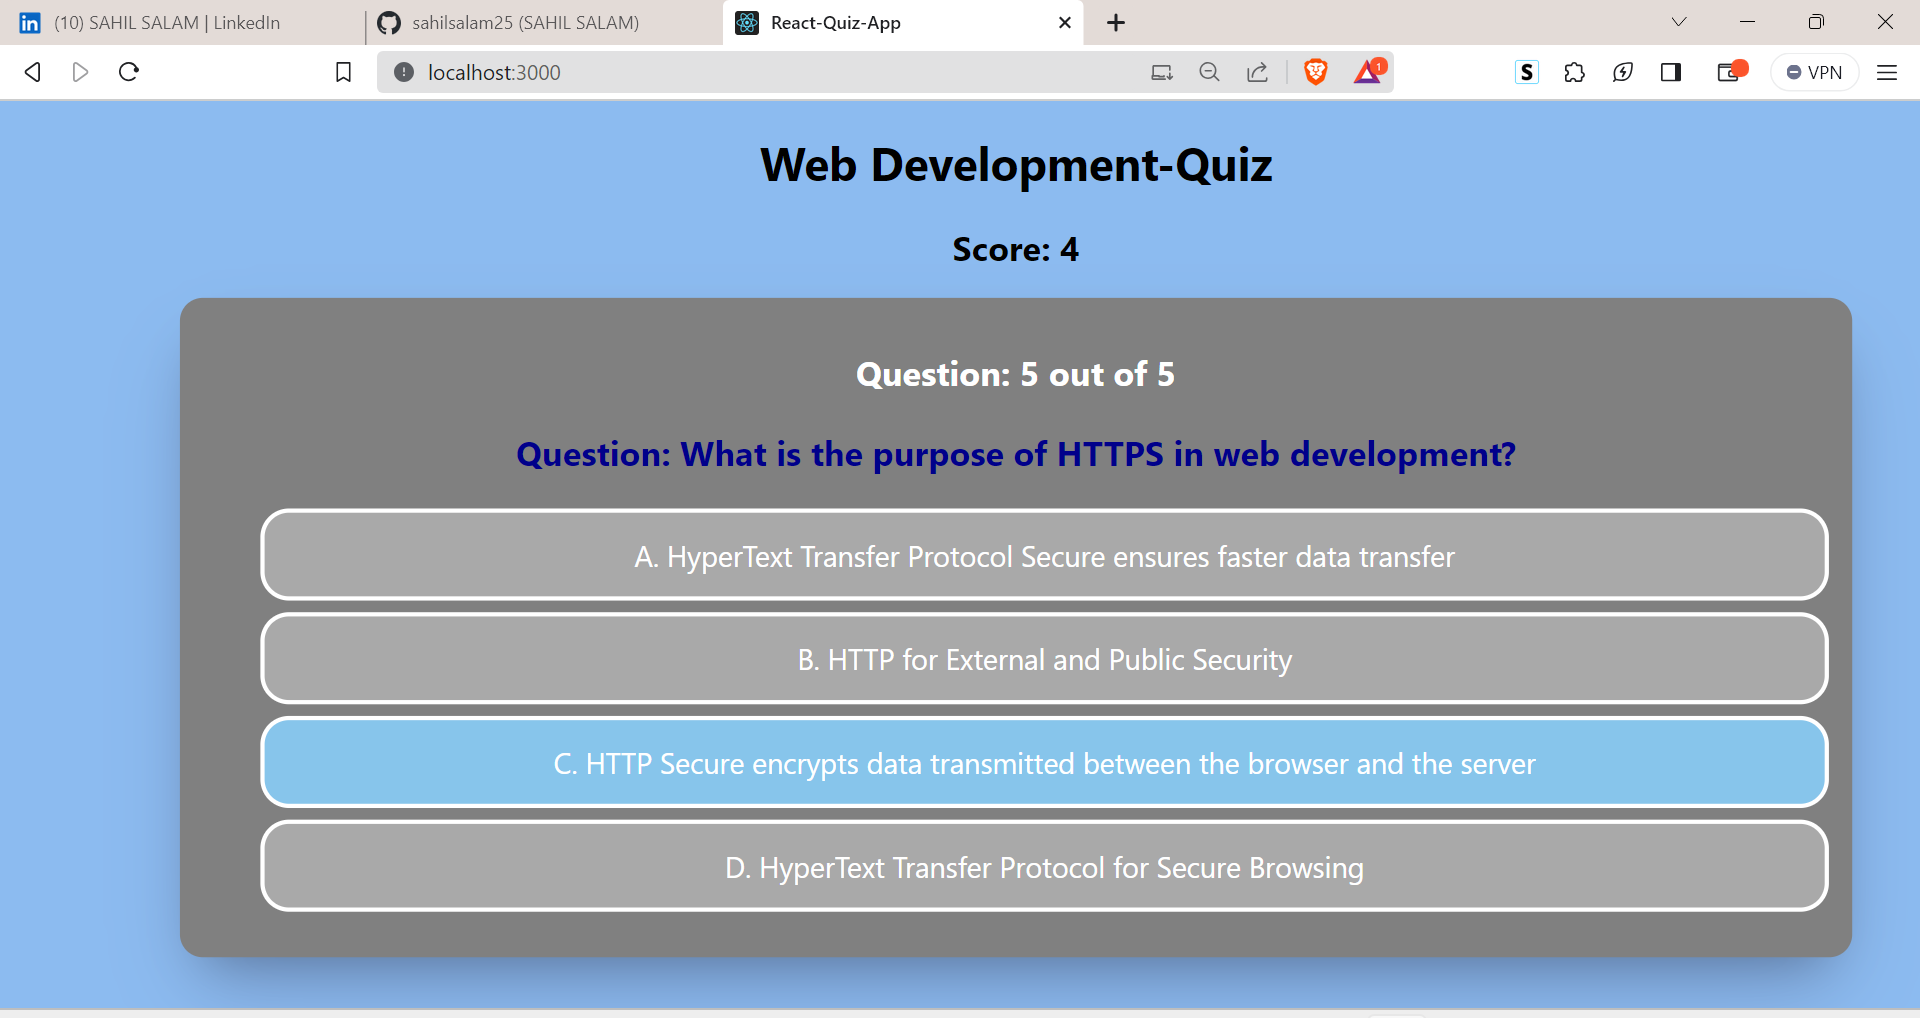 (10) SAHIL SALAM | LinkedIn
sahilsalam25 (SAHIL SALAM)
React-Quiz-App
localhost:3000
1
S
VPN
Web Development-Quiz
Score: 4
Question: 5 out of 5
Question: What is the purpose of HTTPS in web development?
A. HyperText Transfer Protocol Secure ensures faster data transfer
B. HTTP for External and Public Security
C. HTTP Secure encrypts data transmitted between the browser and the server
D. HyperText Transfer Protocol for Secure Browsing